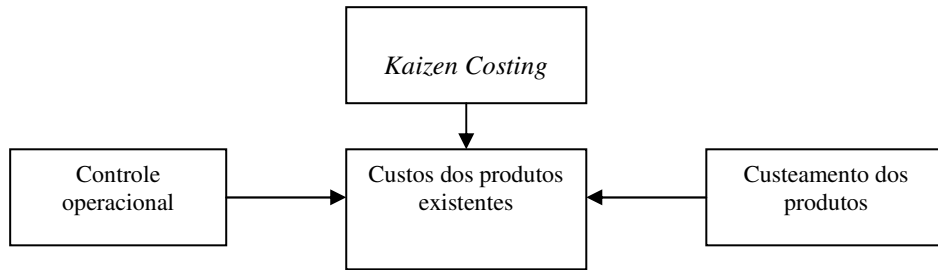 Kaizen Costing
Controle
operacional
Custos dos produtos
existentes
Custeamento dos
produtos